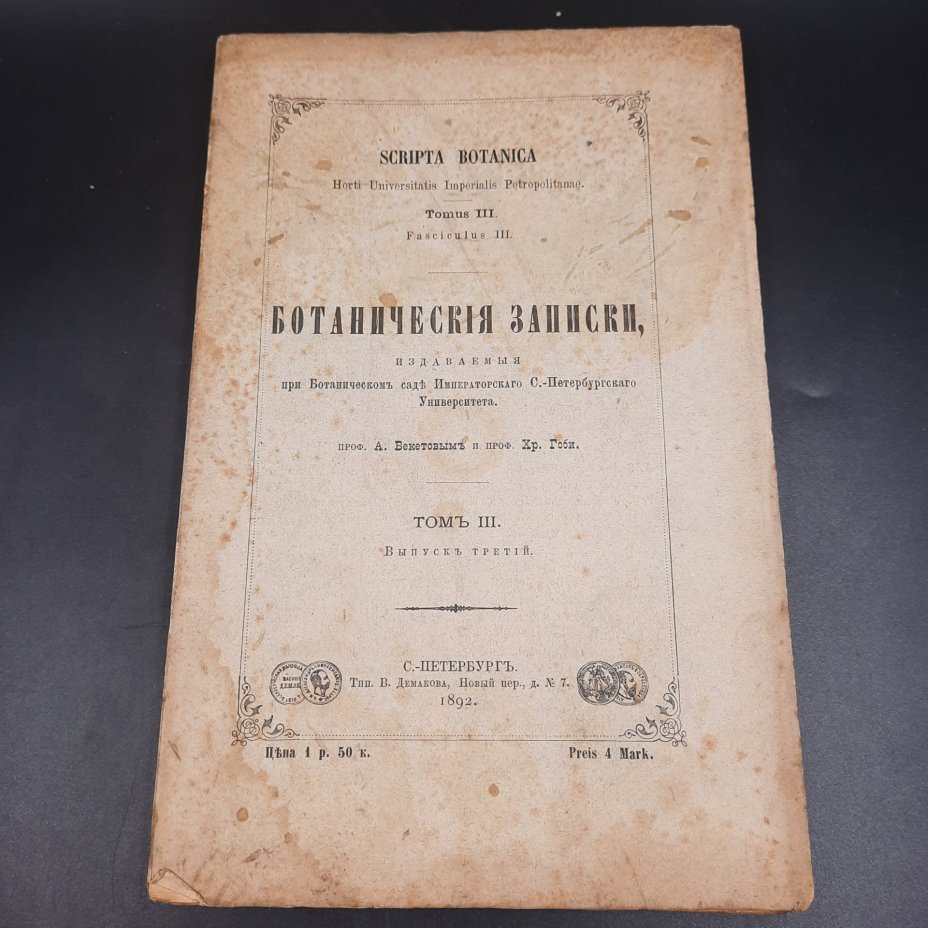 SCRIPTA BOTANICA
Horti Universitatis Imperialis Petropolitanae.
Tomus III.
Fasciculus III.
БОТАНИЧЕСКІЯ ЗАПИСКИ,
ИЗДАВАЕМЫЯ
при Ботаническомъ садѣ Императорскаго С.-Петербургскаго
Университета.
ПРОФ. А. Бекетовымъ и ПРОФ. Хр. Гоби.
ТОМЪ III.
Выпускъ третій.
С.-ПЕТЕРБУРГЪ.
Тип. В. Демакова, Новый пер., д. № 7.
1892.
Цѣна 1 р. 50 к.
Preis 4 Mark.